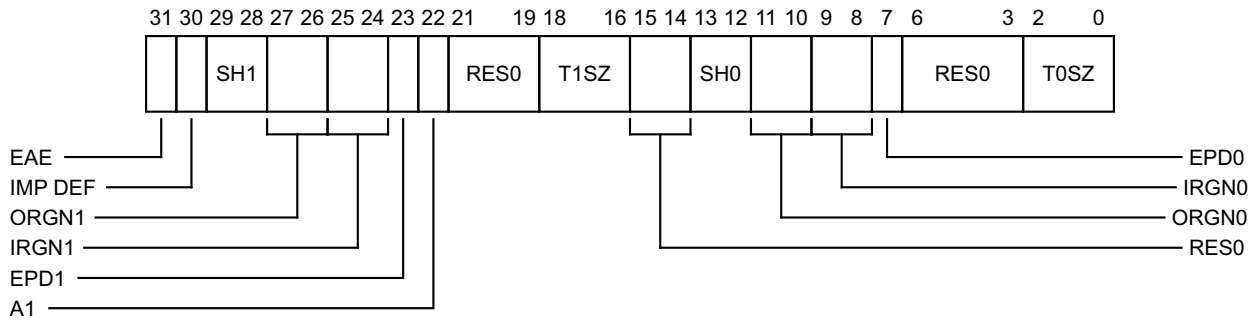 31 30 29 28 27 26 25 24 23 22 21 19 18 16 15 14 13 12 11 10 9 8 7 6 3 2 0
SH1 RES0 T1SZ SH0 RES0 T0SZ
EAE EPD0
IMP DEF IRGN0
ORGN1 ORGN0
IRGN1 RES0
EPD1
A1